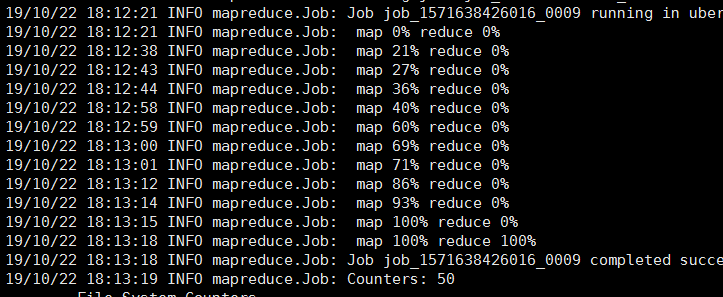 19/10/22 18:12:21 INFO mapreduce.Job: Job job_1571638426016_0009 running in uber
19/10/22 18:12:21 INFO mapreduce.Job:  map 0% reduce 0%
19/10/22 18:12:38 INFO mapreduce.Job:  map 21% reduce 0%
19/10/22 18:12:43 INFO mapreduce.Job:  map 27% reduce 0%
19/10/22 18:12:44 INFO mapreduce.Job:  map 36% reduce 0%
19/10/22 18:12:58 INFO mapreduce.Job:  map 40% reduce 0%
19/10/22 18:12:59 INFO mapreduce.Job:  map 60% reduce 0%
19/10/22 18:13:00 INFO mapreduce.Job:  map 69% reduce 0%
19/10/22 18:13:01 INFO mapreduce.Job:  map 71% reduce 0%
19/10/22 18:13:12 INFO mapreduce.Job:  map 86% reduce 0%
19/10/22 18:13:14 INFO mapreduce.Job:  map 93% reduce 0%
19/10/22 18:13:15 INFO mapreduce.Job:  map 100% reduce 0%
19/10/22 18:13:18 INFO mapreduce.Job:  map 100% reduce 100%
19/10/22 18:13:18 INFO mapreduce.Job: Job job_1571638426016_0009 completed succe
19/10/22 18:13:19 INFO mapreduce.Job: Counters: 50
File System Counters